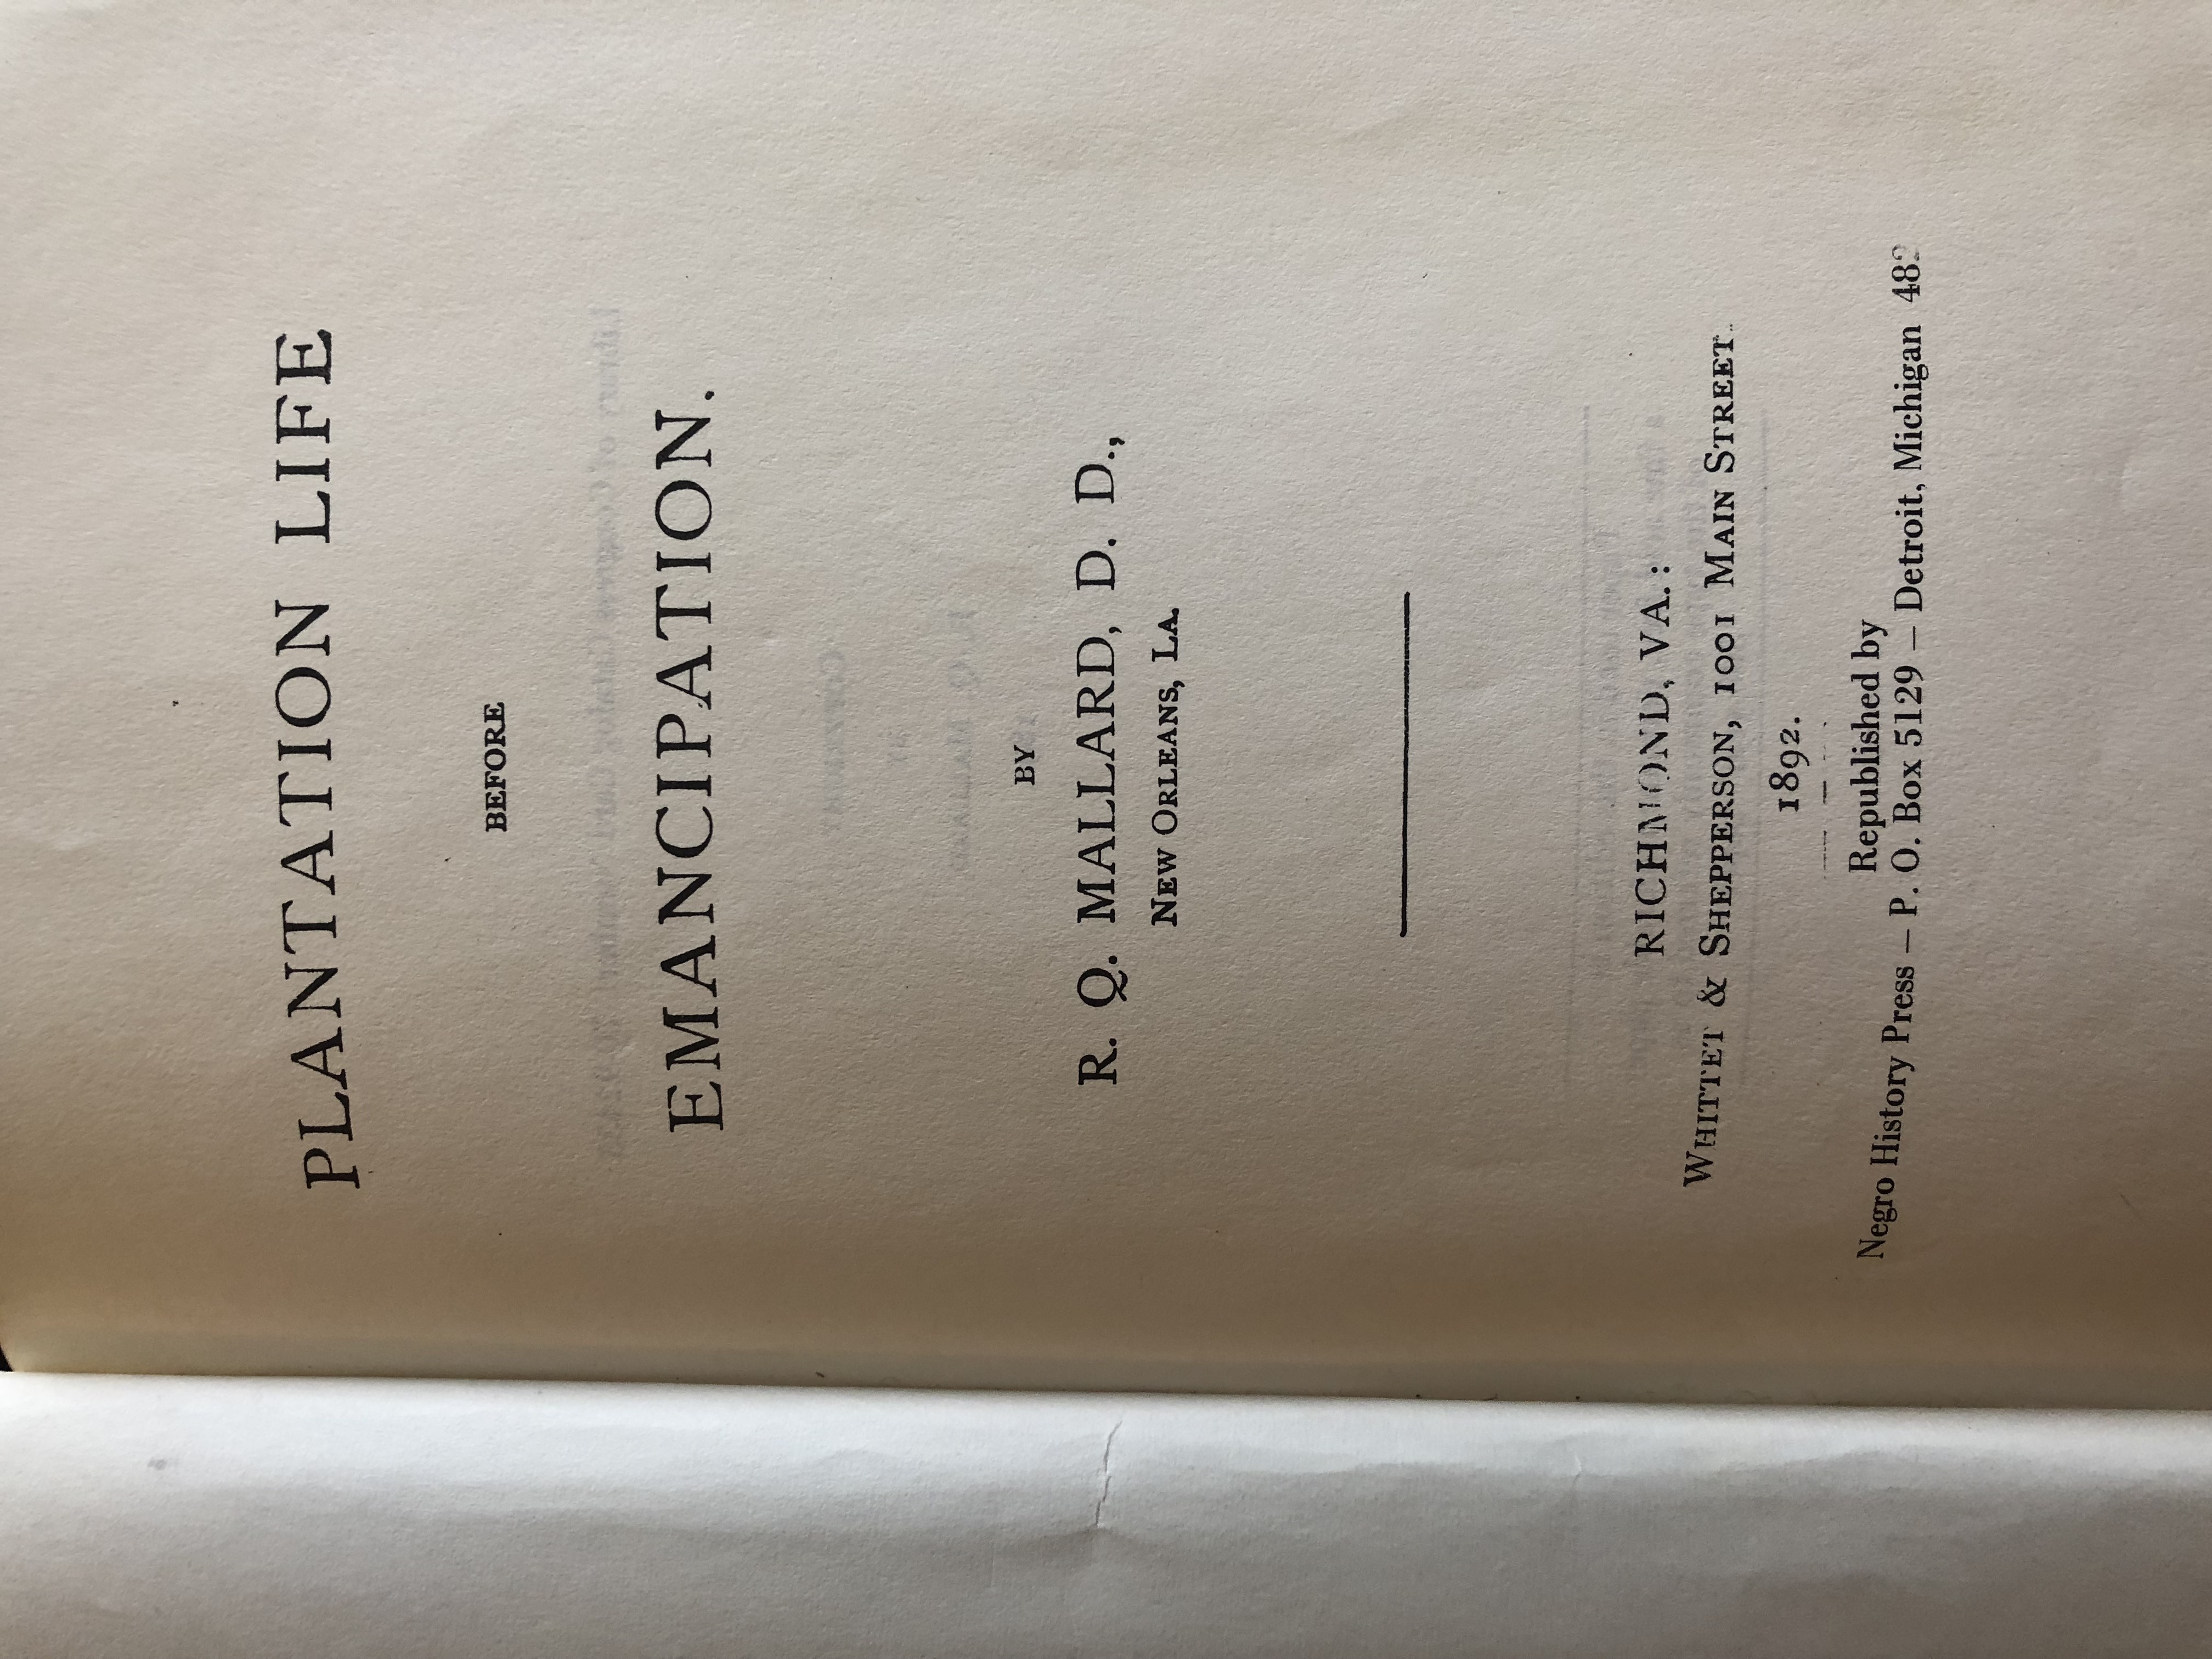 PLANTATION LIFE
BEFORE
EMANCIPATION.
BY
R. Q. MALLARD, D. D.,
NEW ORLEANS, LA.
RICHMOND, VA.:
WHITTET & SHEPPERSON, 1001 MAIN STREET.
1892.
Republished by
Negro History Press – P. O. Box 5129 – Detroit, Michigan